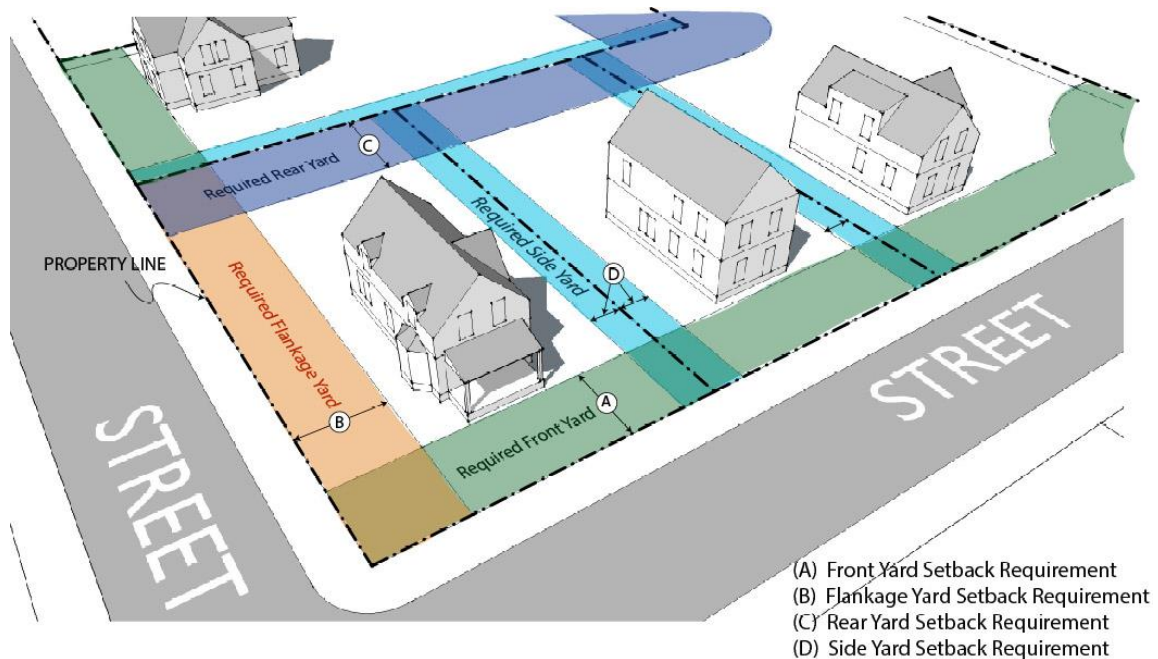 Required Rear Yard
C
Required Side Yard
PROPERTY LINE
Required Flankage Yard
D
A
B
Required Front Yard
STREET
STREET
(A) Front Yard Setback Requirement
(B) Flankage Yard Setback Requirement
(C) Rear Yard Setback Requirement
(D) Side Yard Setback Requirement